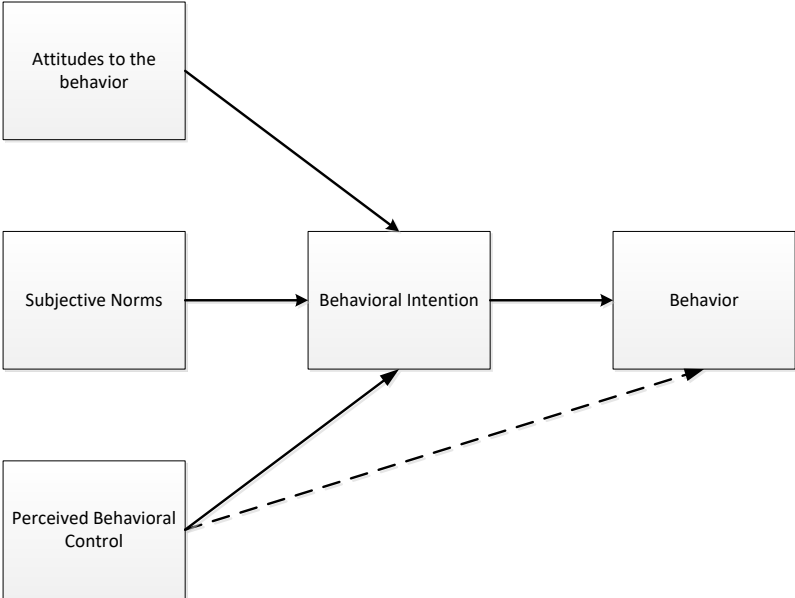 Attitudes to the
behavior
Subjective Norms
Behavioral Intention
Behavior
Perceived Behavioral
Control